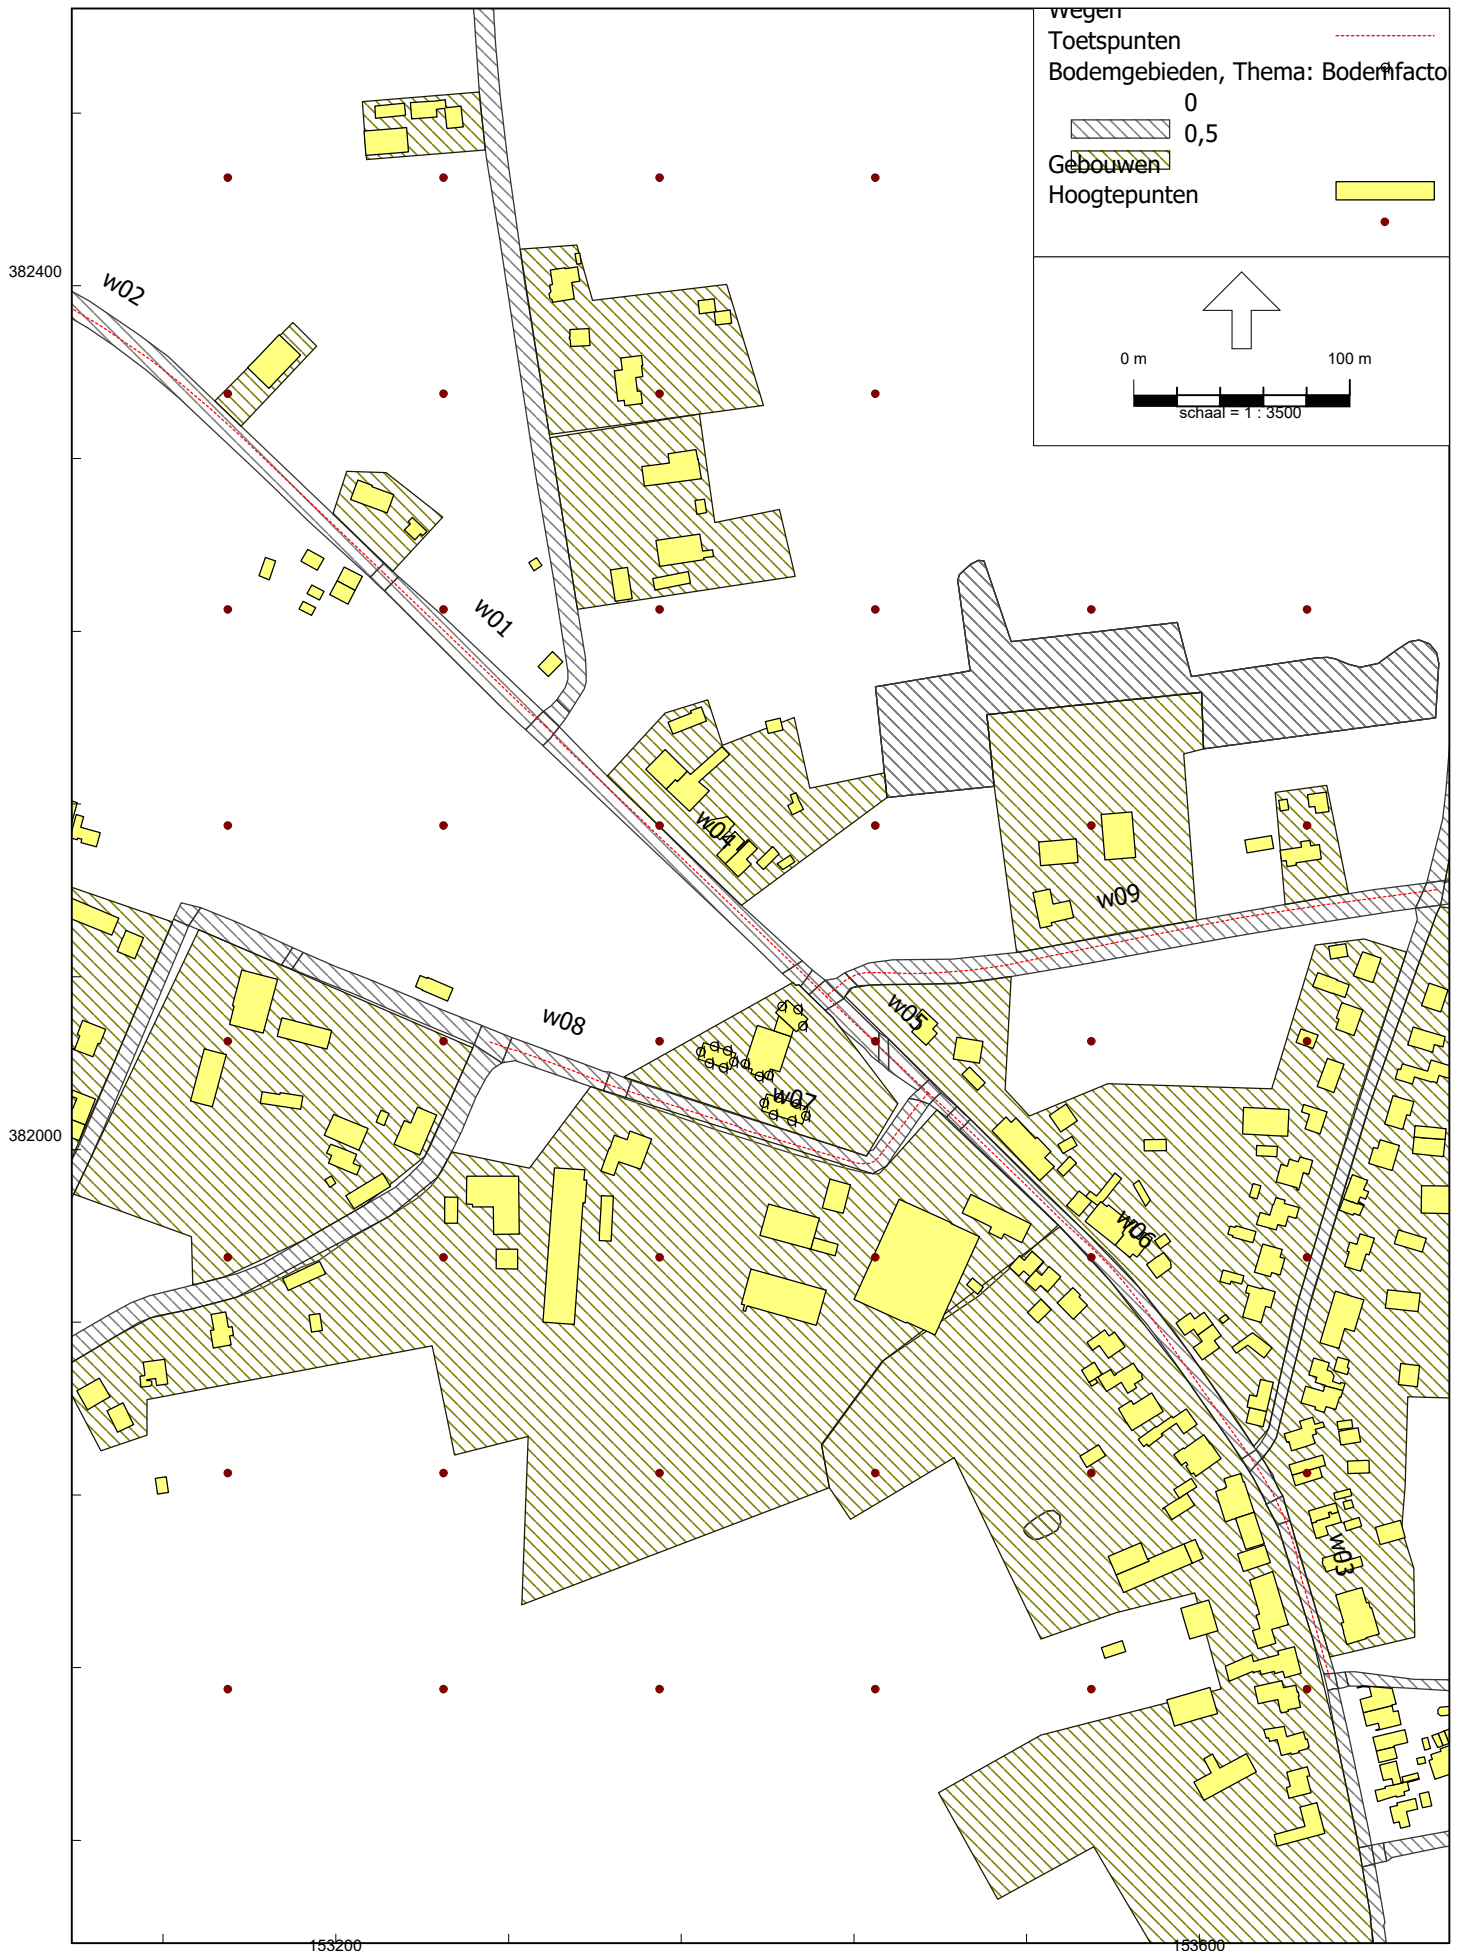 Wegen
Toetspunten
Bodemgebieden, Thema: Bodemfacto
0
0,5
Gebouwen
Hoogtepunten
0 m
100 m
schaal = 1 : 3500
382400
w02
w01
w04
w09
w05
w08
w07
382000
w06
w03
153200
153600